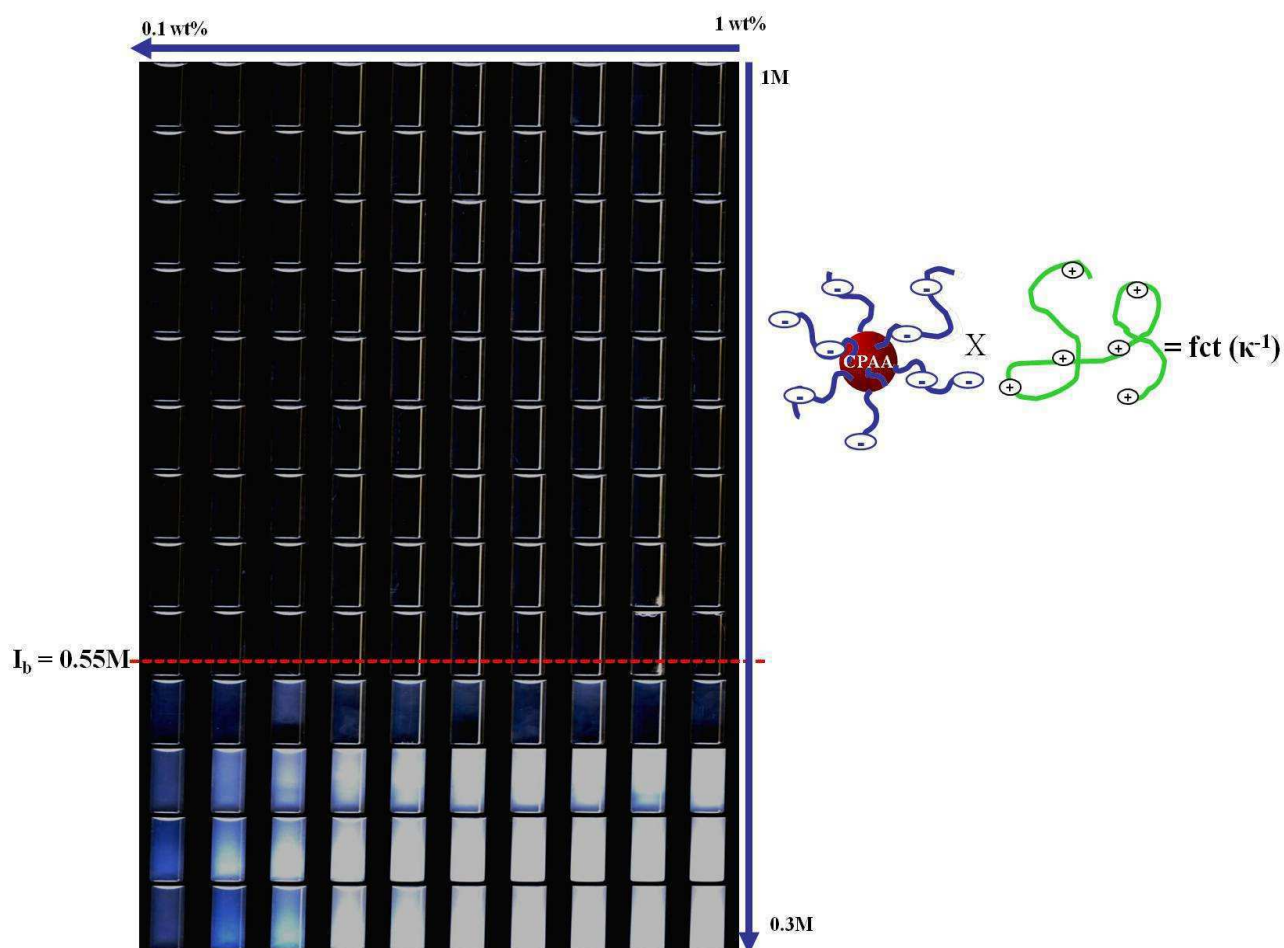 0.1 wt%
1 wt%
1M
CPAA
X
= fct (κ⁻¹)
I_b = 0.55M
0.3M
- - - - - - - -
+ + + + + +